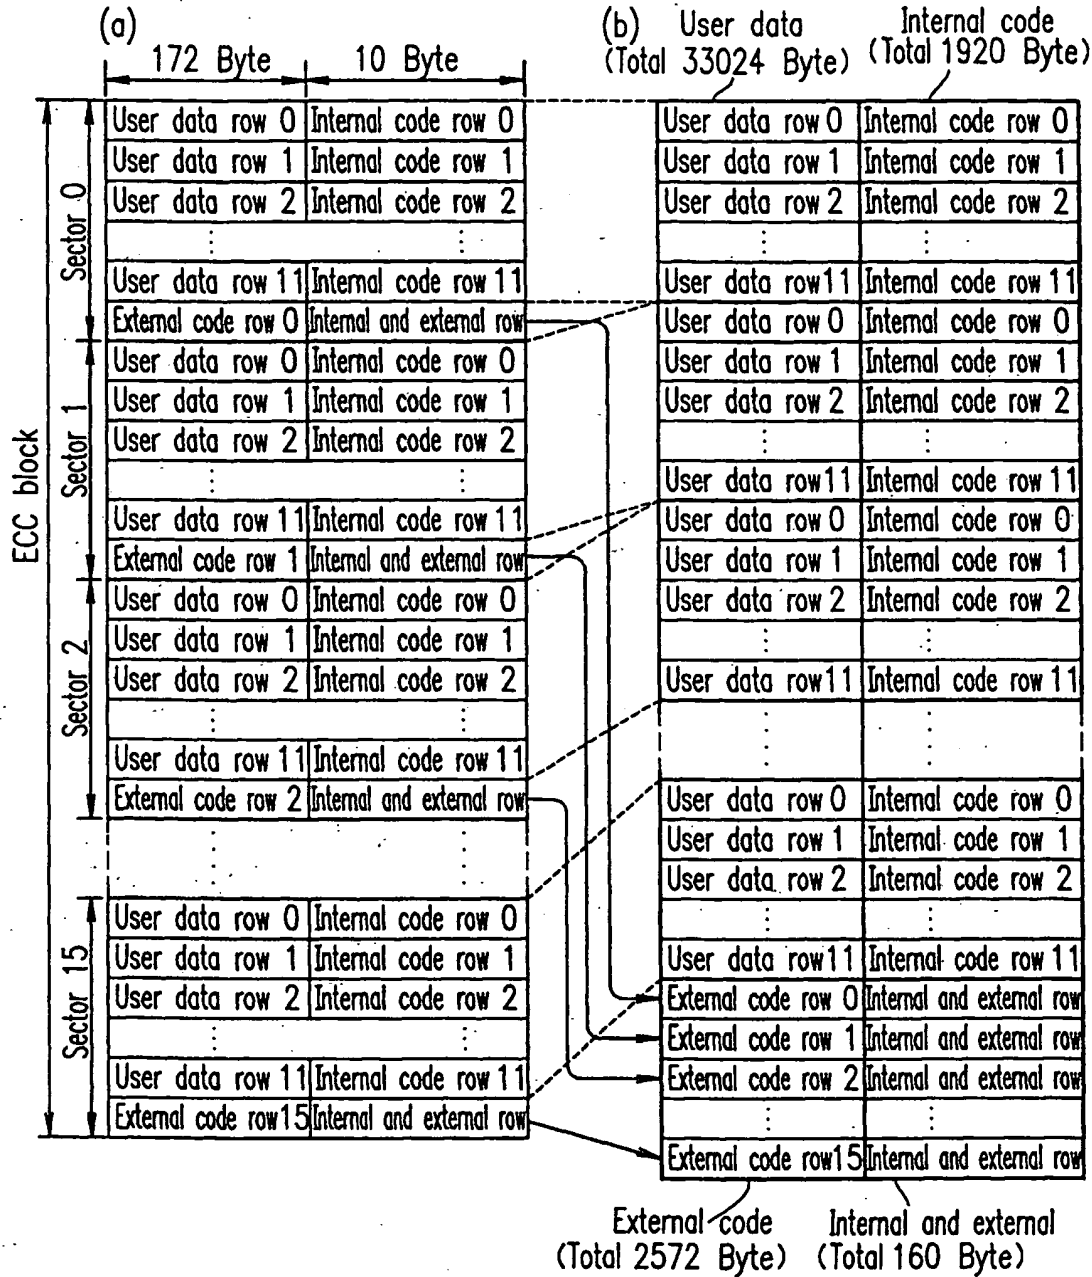 (a)
172 Byte
10 Byte
ECC block
Sector 0
User data row 0 Internal code row 0
User data row 1 Internal code row 1
User data row 2 Internal code row 2
User data row 11 Internal code row 11
External code row 0 Internal and external row
Sector 1
User data row 0 Internal code row 0
User data row 1 Internal code row 1
User data row 2 Internal code row 2
User data row 11 Internal code row 11
External code row 1 Internal and external row
Sector 2
User data row 0 Internal code row 0
User data row 1 Internal code row 1
User data row 2 Internal code row 2
User data row 11 Internal code row 11
External code row 2 Internal and external row
Sector 15
User data row 0 Internal code row 0
User data row 1 Internal code row 1
User data row 2 Internal code row 2
User data row 11 Internal code row 11
External code row 15 Internal and external row
(b)
User data
(Total 33024 Byte)
Internal code
(Total 1920 Byte)
User data row 0 Internal code row 0
User data row 1 Internal code row 1
User data row 2 Internal code row 2
User data row 11 Internal code row 11
User data row 0 Internal code row 0
User data row 1 Internal code row 1
User data row 2 Internal code row 2
User data row 11 Internal code row 11
User data row 0 Internal code row 0
User data row 1 Internal code row 1
User data row 2 Internal code row 2
User data row 11 Internal code row 11
User data row 0 Internal code row 0
User data row 1 Internal code row 1
User data row 2 Internal code row 2
User data row 11 Internal code row 11
External code row 0 Internal and external row
External code row 1 Internal and external row
External code row 2 Internal and external row
External code row 15 Internal and external row
External code
(Total 2572 Byte)
Internal and external
(Total 160 Byte)